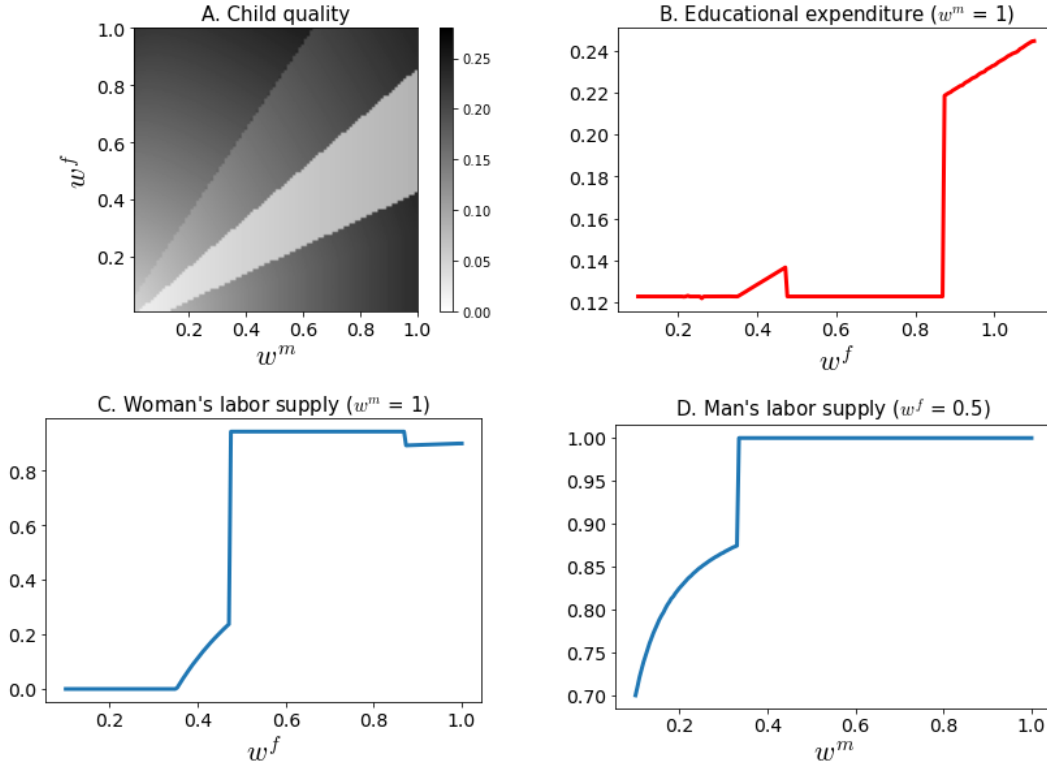 A. Child quality
1.0
0.8
0.6
0.4
0.2
w^f
0.2 0.4 0.6 0.8 1.0
w^m
0.25
0.20
0.15
0.10
0.05
0.00
B. Educational expenditure (w^m = 1)
0.24
0.22
0.20
0.18
0.16
0.14
0.12
0.2 0.4 0.6 0.8 1.0
w^f
C. Woman's labor supply (w^m = 1)
0.8
0.6
0.4
0.2
0.0
0.2 0.4 0.6 0.8 1.0
w^f
D. Man's labor supply (w^f = 0.5)
1.00
0.95
0.90
0.85
0.80
0.75
0.70
0.2 0.4 0.6 0.8 1.0
w^m